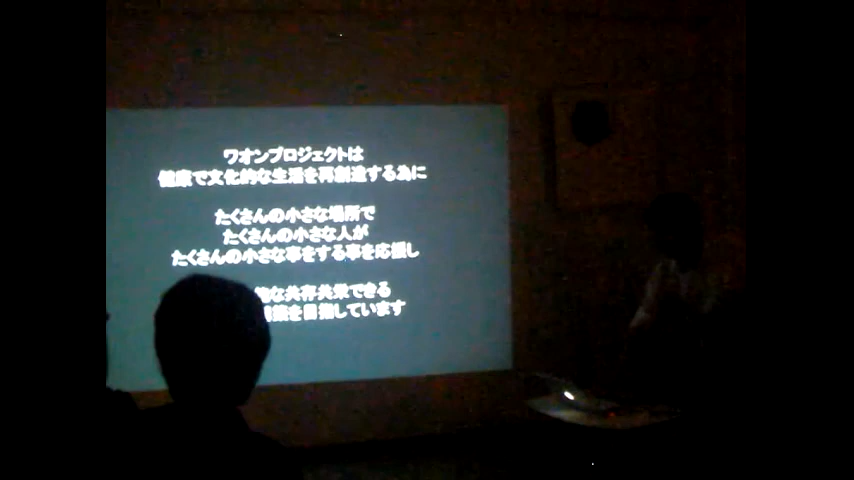 ワオンプロジェクトは
健康で文化的な生活を再創造する為に
たくさんの小さな場所で
たくさんの小さな人が
たくさんの小さな事をする事を応援し
な共存共栄できる
を目指しています